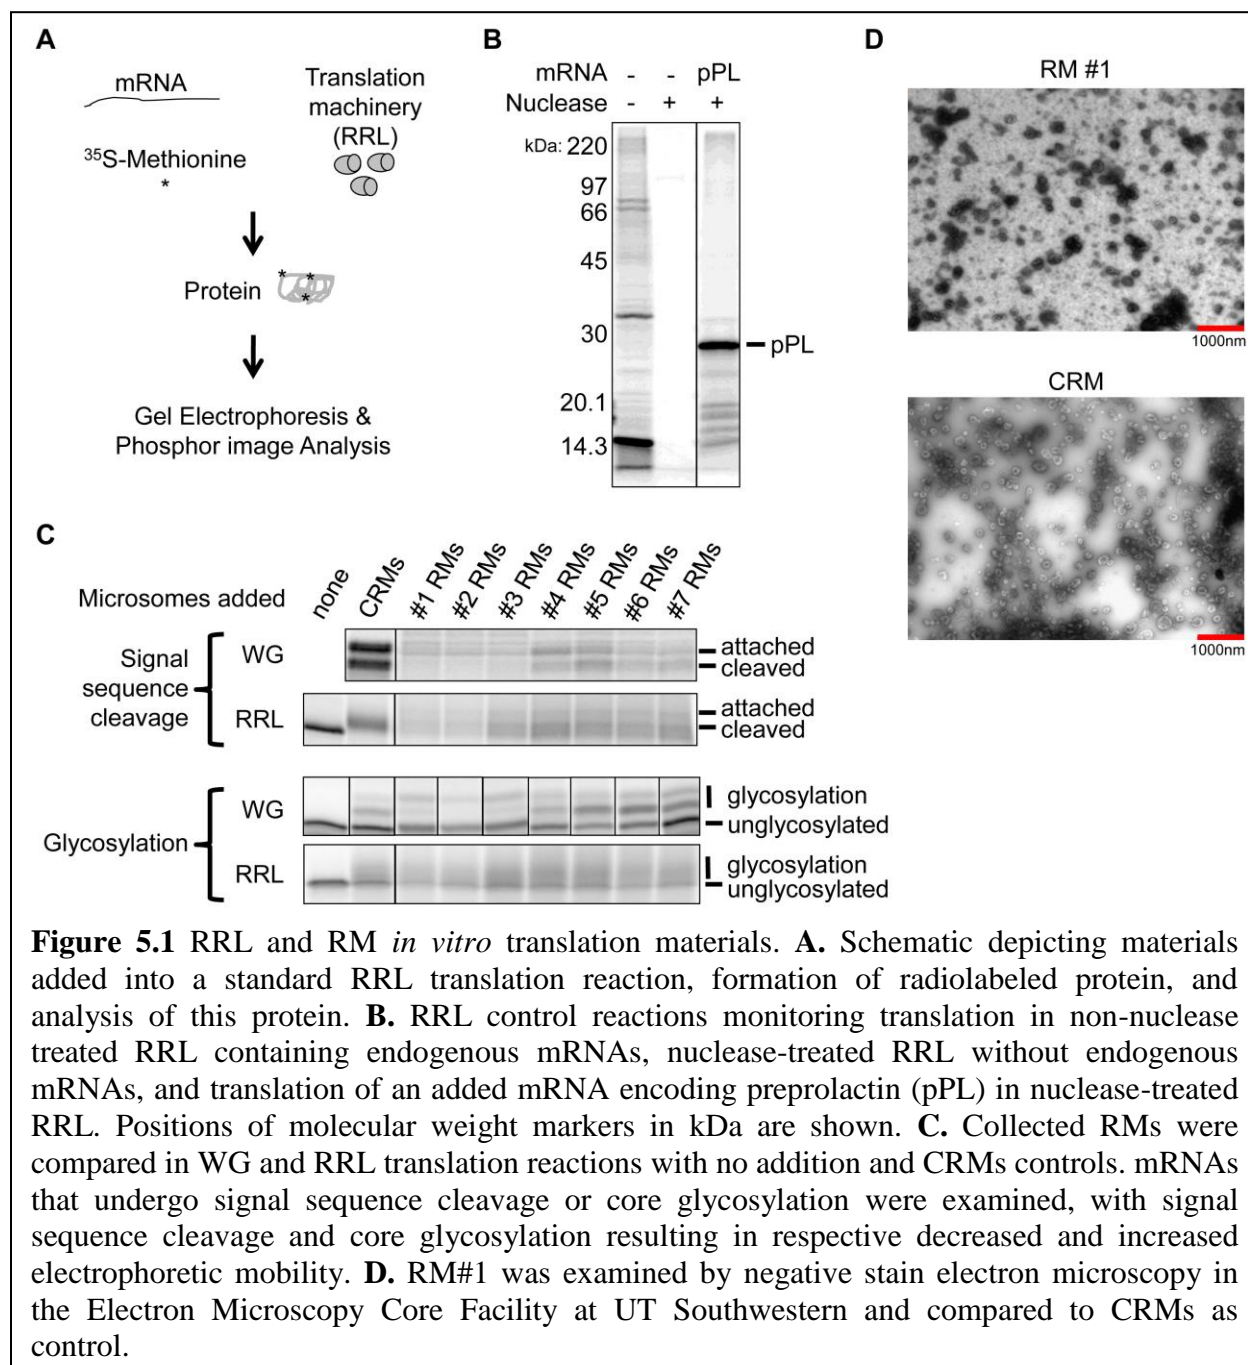 A
mRNA
Translation
machinery
(RRL)
35S-Methionine
*
Protein
*
*
*
Gel Electrophoresis &
Phosphor image Analysis
B
mRNA - - pPL
Nuclease - + +
kDa: 220
97
66
45
30
20.1
14.3
pPL
D
RM #1
1000nm
CRM
1000nm
C
Microsomes added none CRMs #1 RMs #2 RMs #3 RMs #4 RMs #5 RMs #6 RMs #7 RMs
Signal
sequence
cleavage
WG
attached
cleaved
RRL
attached
cleaved
Glycosylation
WG
glycosylation
unglycosylated
RRL
glycosylation
unglycosylated
Figure 5.1 RRL and RM in vitro translation materials. A. Schematic depicting materials
added into a standard RRL translation reaction, formation of radiolabeled protein, and
analysis of this protein. B. RRL control reactions monitoring translation in non-nuclease
treated RRL containing endogenous mRNAs, nuclease-treated RRL without endogenous
mRNAs, and translation of an added mRNA encoding preprolactin (pPL) in nuclease-treated
RRL. Positions of molecular weight markers in kDa are shown. C. Collected RMs were
compared in WG and RRL translation reactions with no addition and CRMs controls. mRNAs
that undergo signal sequence cleavage or core glycosylation were examined, with signal
sequence cleavage and core glycosylation resulting in respective decreased and increased
electrophoretic mobility. D. RM#1 was examined by negative stain electron microscopy in
the Electron Microscopy Core Facility at UT Southwestern and compared to CRMs as
control.